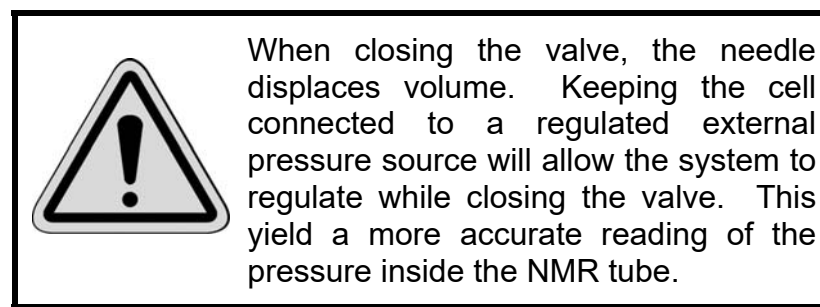 When closing the valve, the needle
displaces volume. Keeping the cell
connected to a regulated external
pressure source will allow the system to
regulate while closing the valve. This
yield a more accurate reading of the
pressure inside the NMR tube.